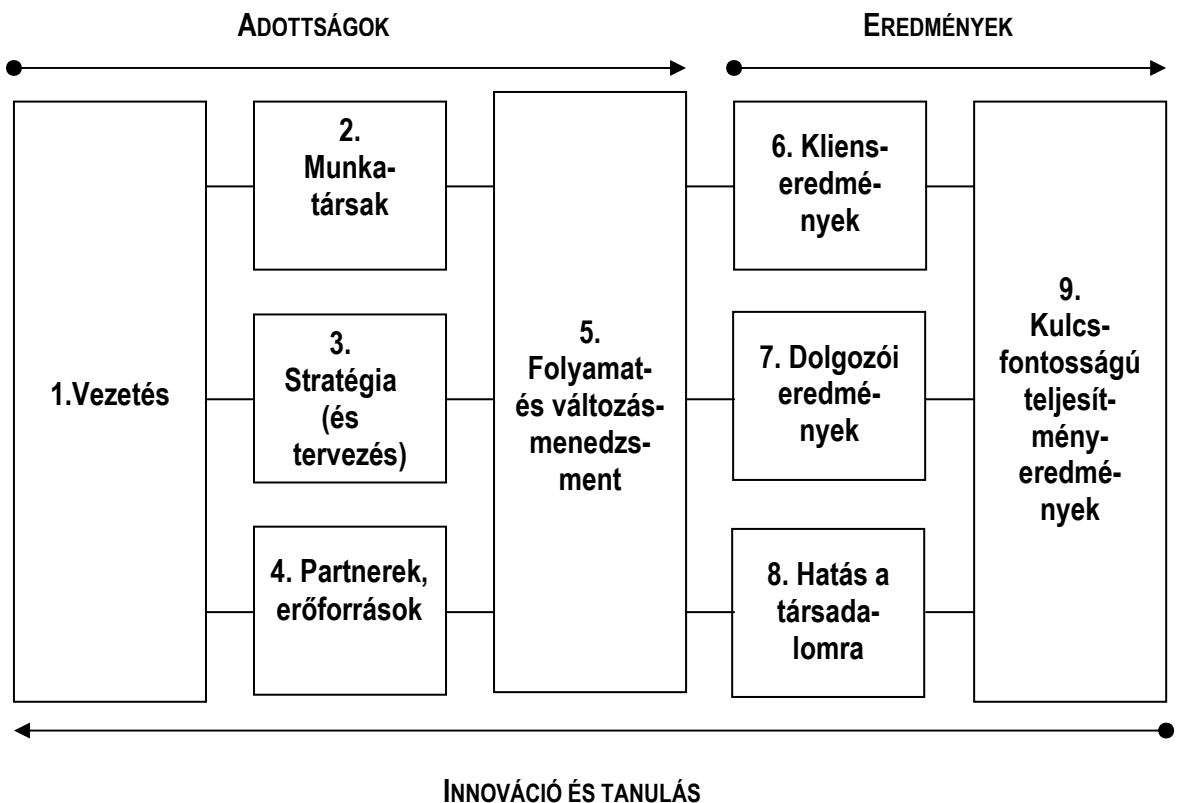 ADOTTSÁGOK
EREDMÉNYEK
1.Vezetés
2.
Munka-
társak
3.
Stratégia
(és
tervezés)
4. Partnerek,
erőforrások
5.
Folyamat-
és változás-
menedzs-
ment
6. Kliens-
eredmé-
nyek
7. Dolgozói
eredmé-
nyek
8. Hatás a
társada-
lomra
9.
Kulcs-
fontosságú
teljesít-
mény-
eredmé-
nyek
INNOVÁCIÓ ÉS TANULÁS